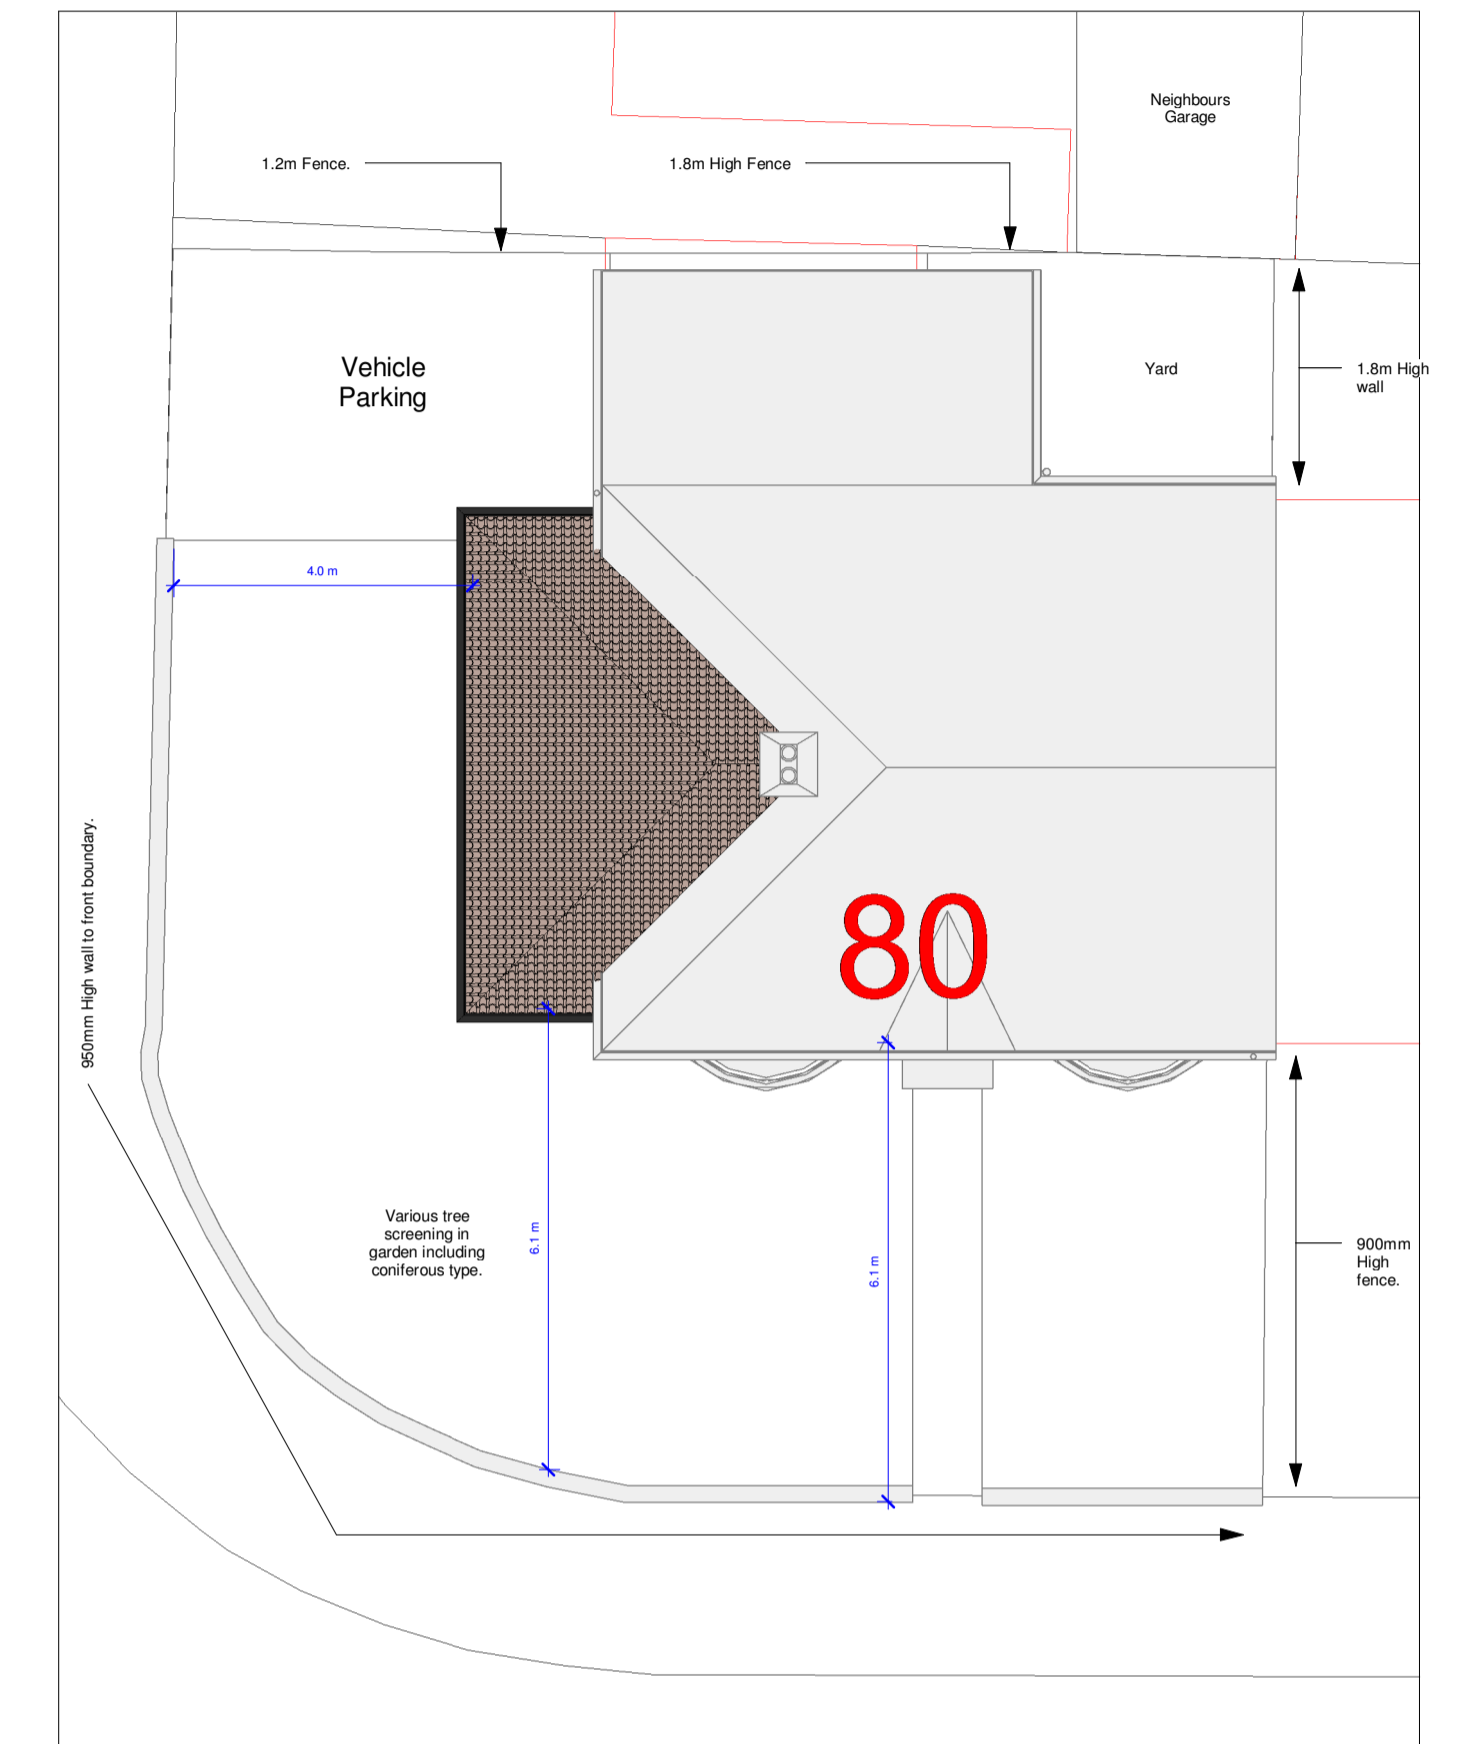 Neighbours
Garage
1.2m Fence.
1.8m High Fence
Vehicle
Parking
Yard
1.8m High
wall
4.0 m
950mm High wall to front boundary.
80
Various tree
screening in
garden including
coniferous type.
6.1 m
6.1 m
900mm
High
fence.